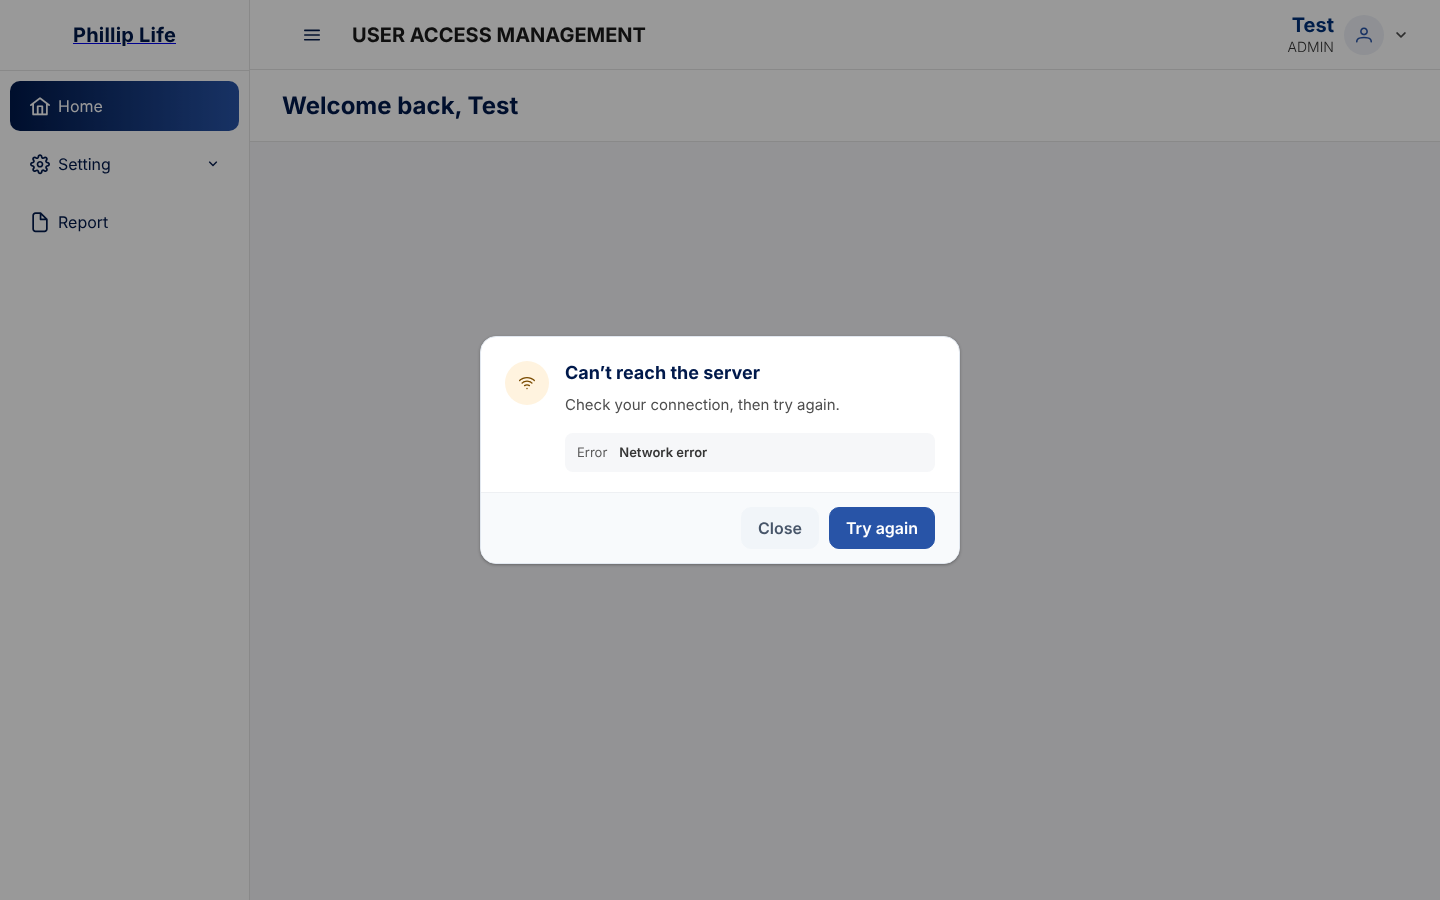 Phillip Life
USER ACCESS MANAGEMENT
Test
ADMIN
Home
Setting
Report
Welcome back, Test
Can’t reach the server
Check your connection, then try again.
Error Network error
Close
Try again